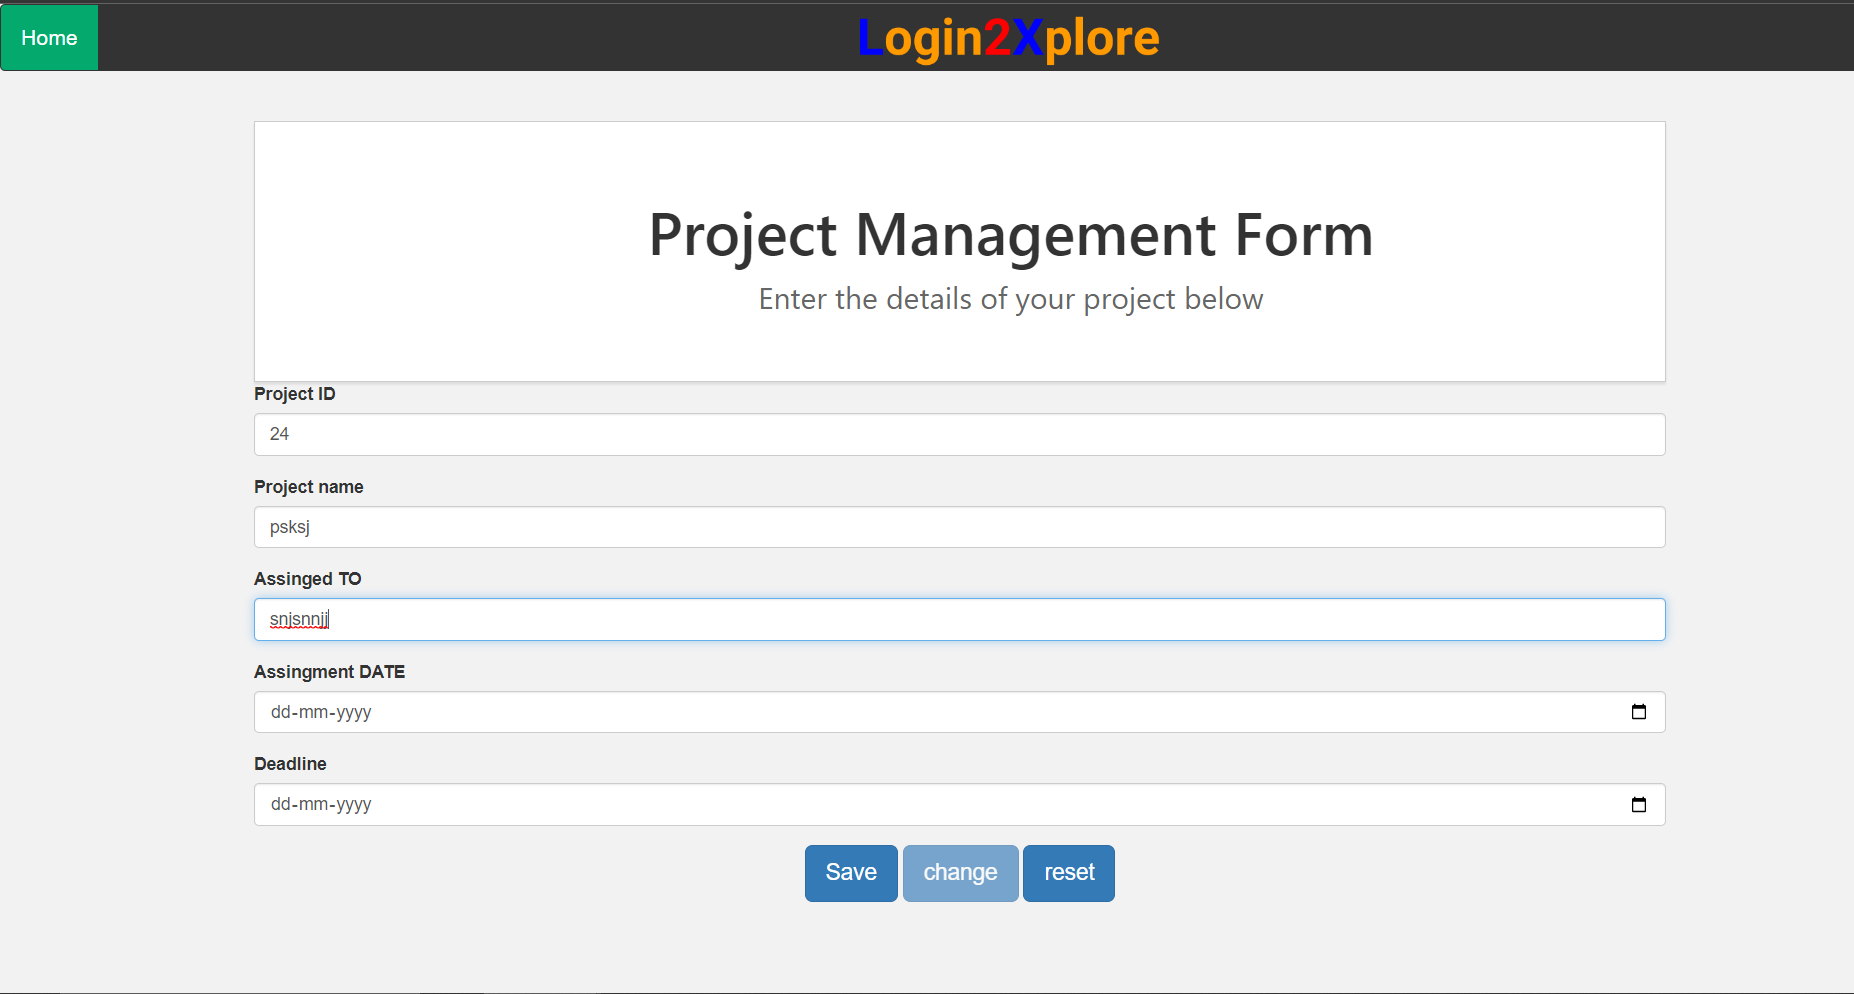 Home
Login2Xplore
Project Management Form
Enter the details of your project below
Project ID
24
Project name
psksj
Assinged TO
snjsnnjj
Assingment DATE
dd-mm-yyyy
Deadline
dd-mm-yyyy
Save change reset